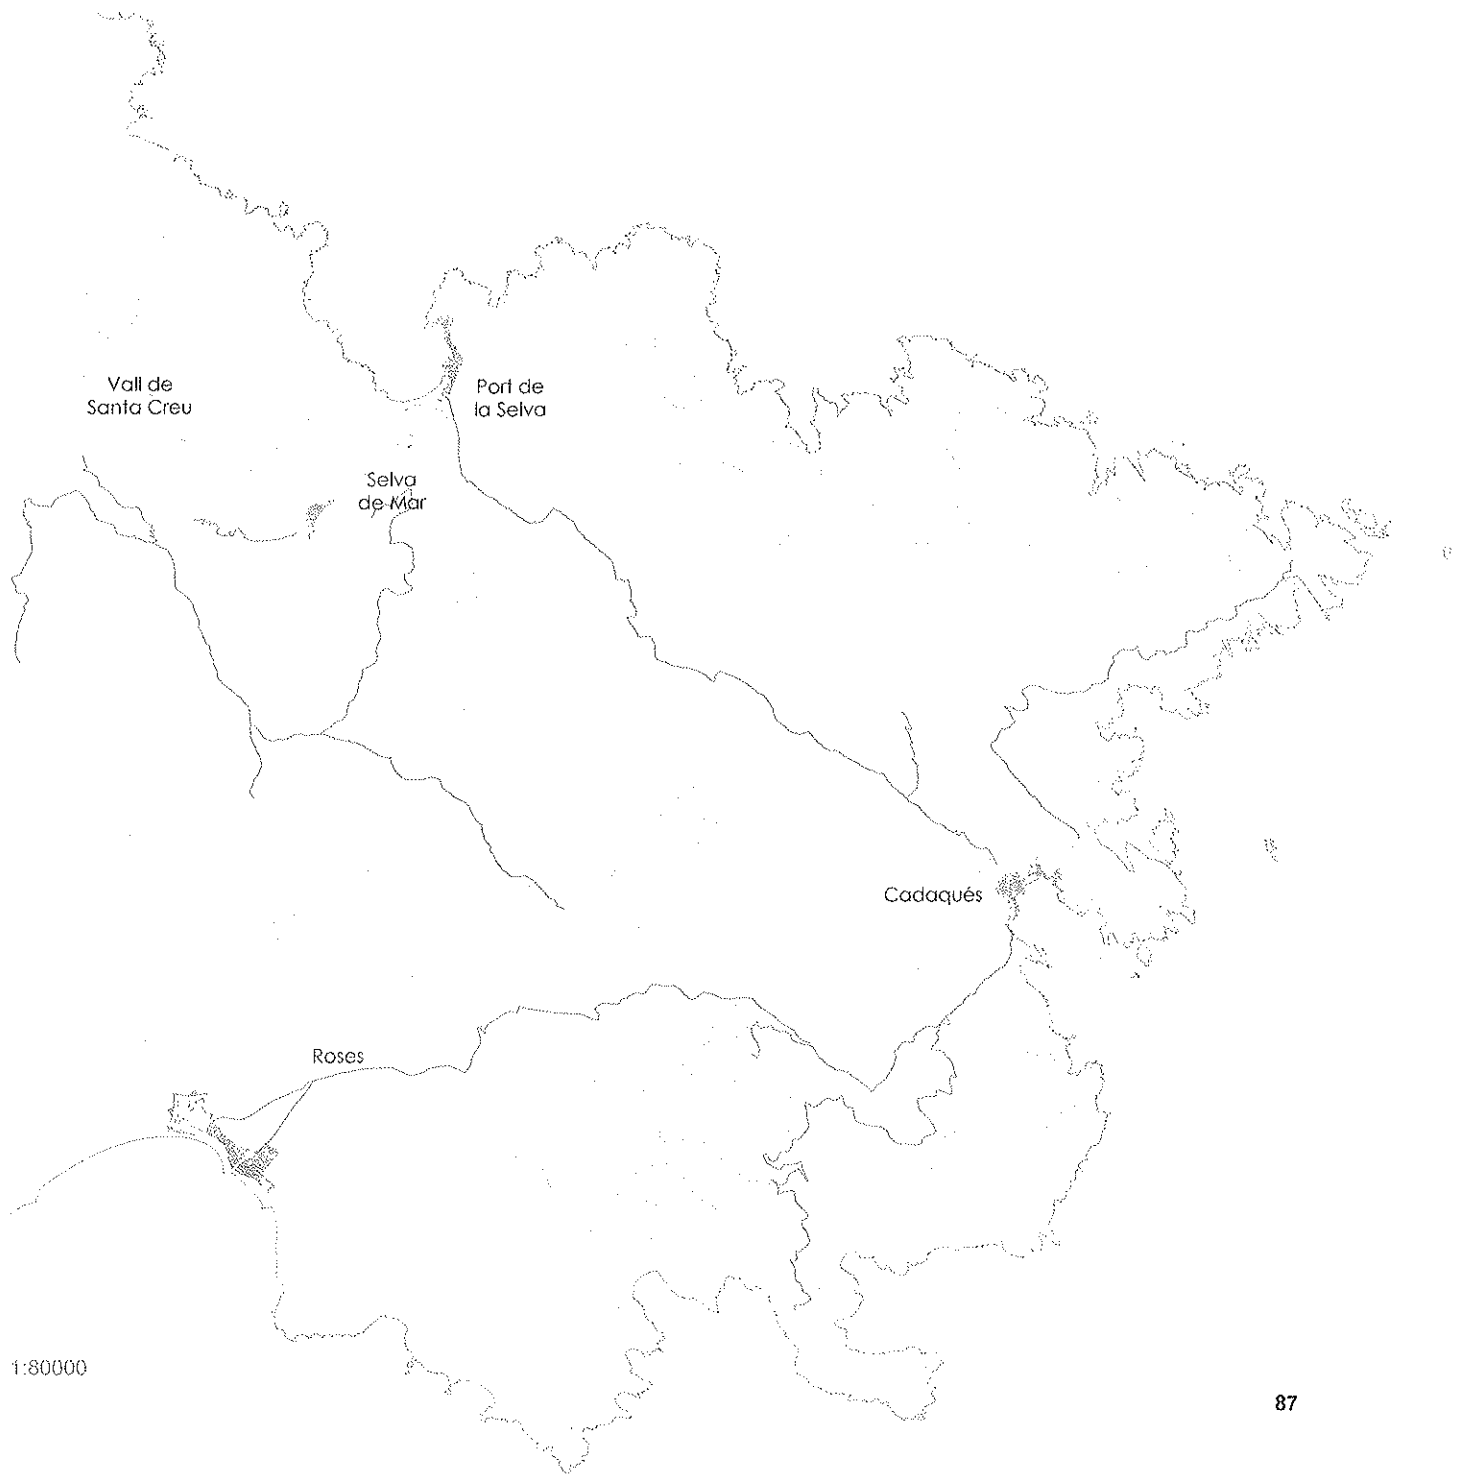 Vall de
Santa Creu
Port de
la Selva
Selva
de Mar
Cadaqués
Roses
1:80000
87